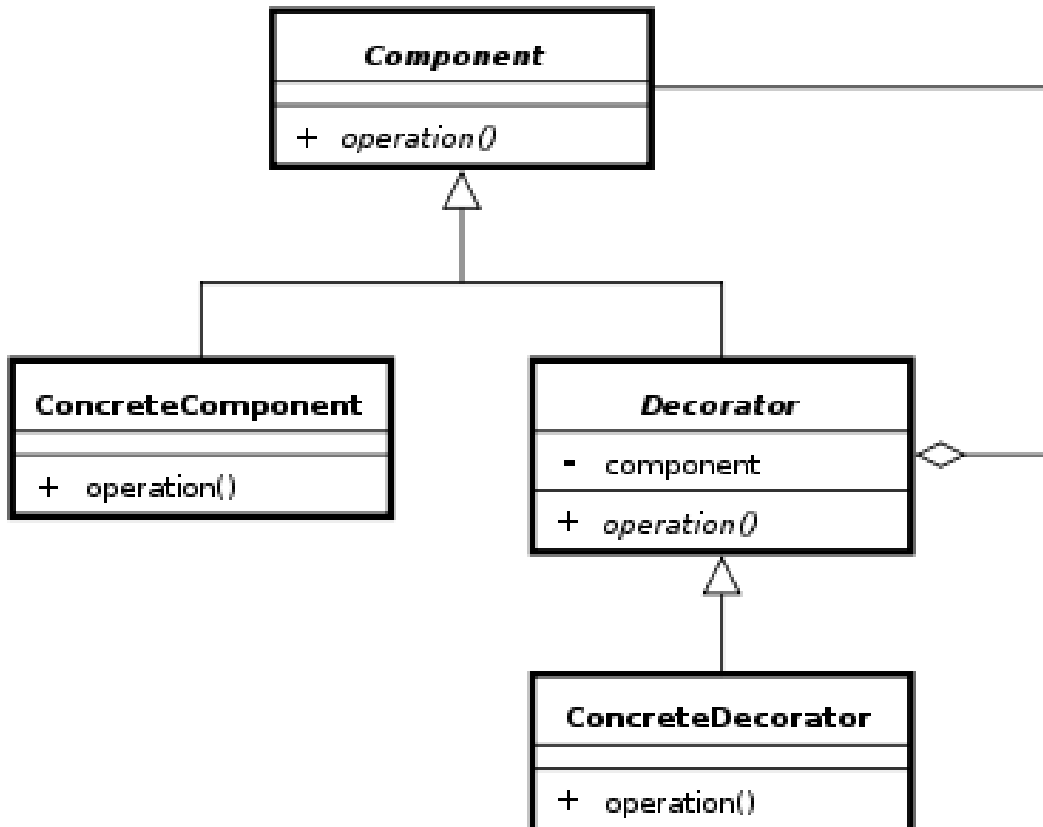 Component
+ operation()
ConcreteComponent
+ operation()
Decorator
- component
+ operation()
ConcreteDecorator
+ operation()